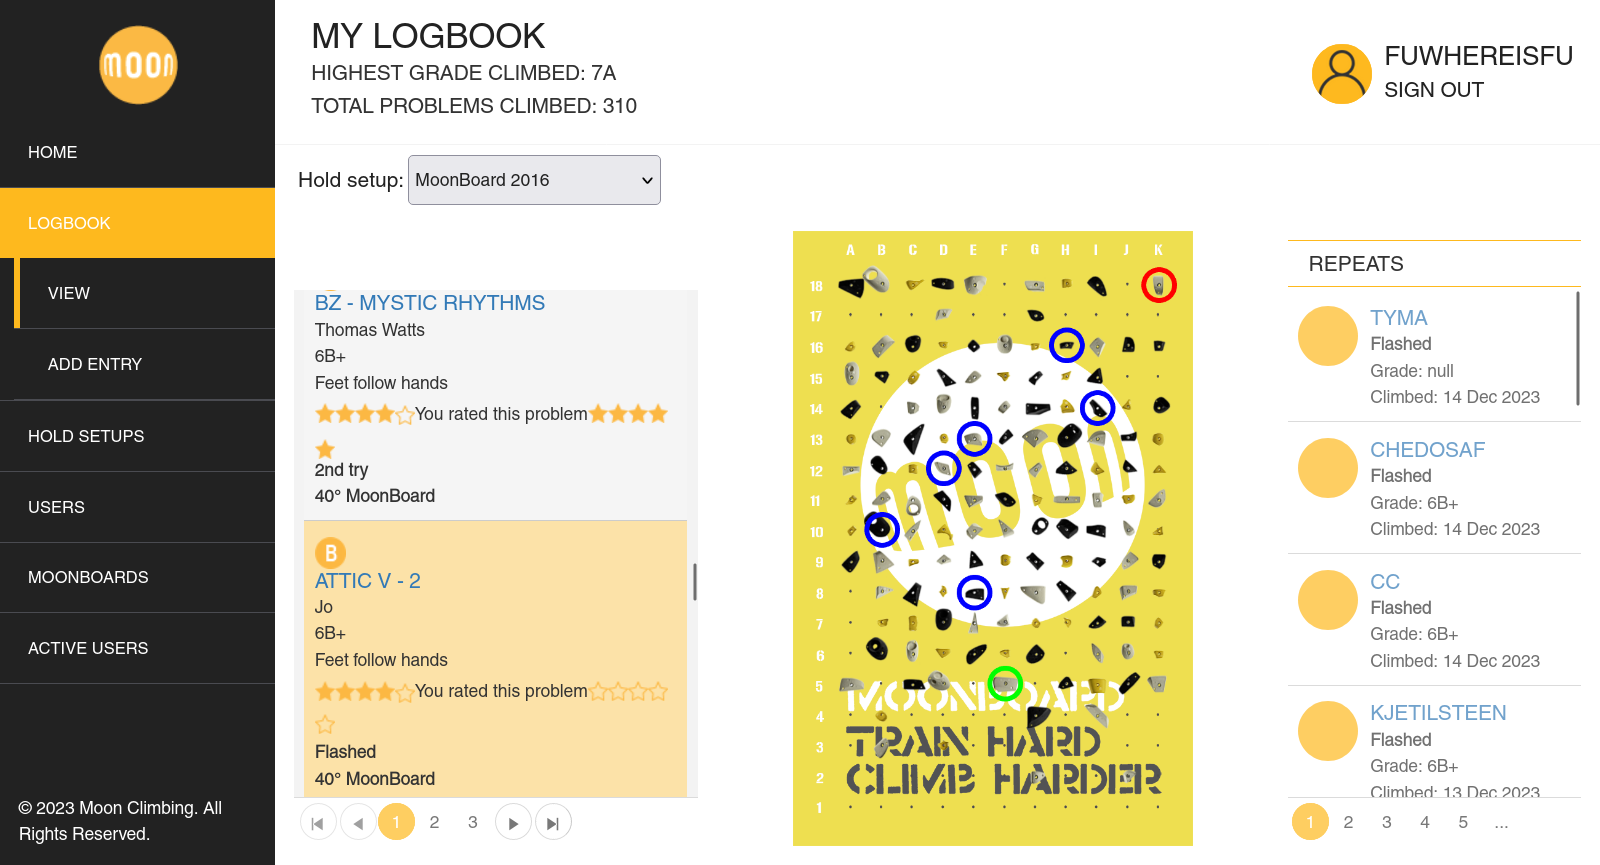 moon
HOME
LOGBOOK
VIEW
ADD ENTRY
HOLD SETUPS
USERS
MOONBOARDS
ACTIVE USERS
© 2023 Moon Climbing. All
Rights Reserved.
MY LOGBOOK
HIGHEST GRADE CLIMBED: 7A
TOTAL PROBLEMS CLIMBED: 310
FUWHEREISFU
SIGN OUT
Hold setup: MoonBoard 2016
BZ - MYSTIC RHYTHMS
Thomas Watts
6B+
Feet follow hands
You rated this problem
2nd try
40° MoonBoard
B
ATTIC V - 2
Jo
6B+
Feet follow hands
You rated this problem
Flashed
40° MoonBoard
1 2 3
A B C D E F G H I J K
18
17
16
15
14
13
12
11
10
9
8
7
6
5
4
3
2
1
moon
MOONBOARD
TRAIN HARD
CLIMB HARDER
REPEATS
TYMA
Flashed
Grade: null
Climbed: 14 Dec 2023
CHEDOSAF
Flashed
Grade: 6B+
Climbed: 14 Dec 2023
CC
Flashed
Grade: 6B+
Climbed: 14 Dec 2023
KJETILSTEEN
Flashed
Grade: 6B+
Climbed: 13 Dec 2023
1 2 3 4 5 ...